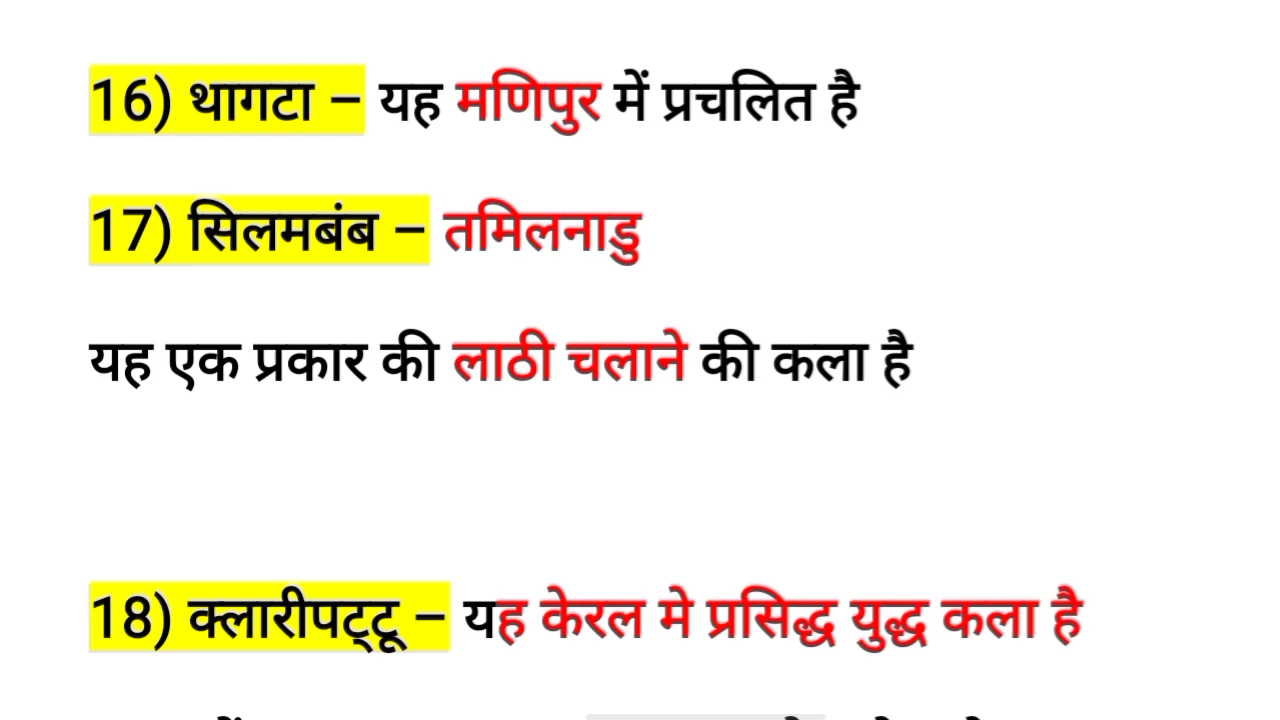 16) थागटा – यह मणिपुर में प्रचलित है
17) सिलमबंब – तमिलनाडु
यह एक प्रकार की लाठी चलाने की कला है
18) क्लारीपट्टू – यह केरल मे प्रसिद्ध युद्ध कला है